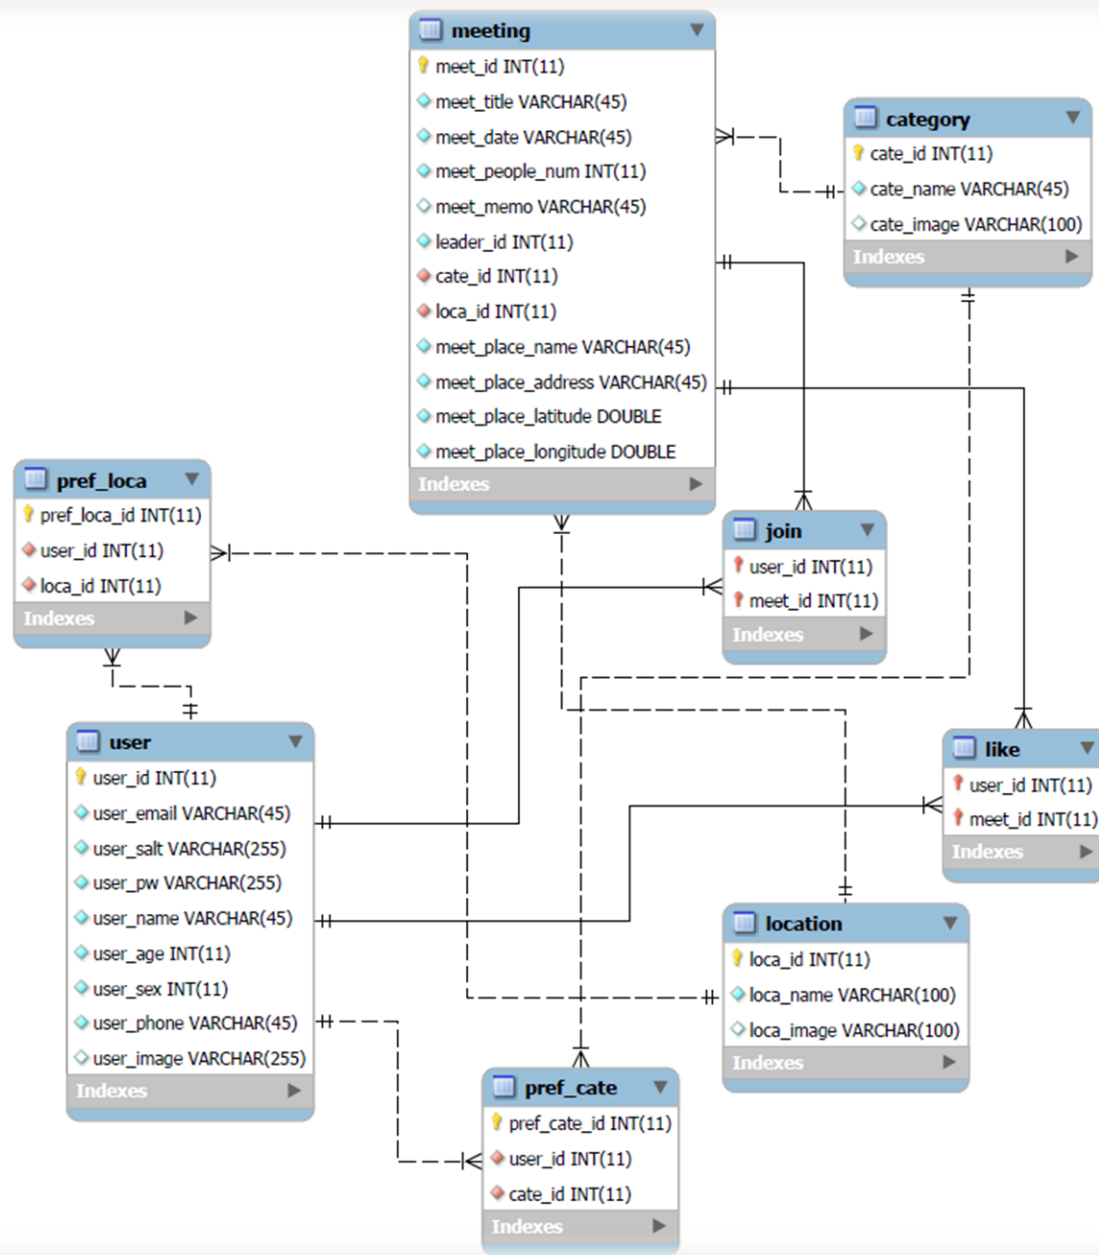 meeting
meet_id INT(11)
meet_title VARCHAR(45)
meet_date VARCHAR(45)
meet_people_num INT(11)
meet_memo VARCHAR(45)
leader_id INT(11)
cate_id INT(11)
loca_id INT(11)
meet_place_name VARCHAR(45)
meet_place_address VARCHAR(45)
meet_place_latitude DOUBLE
meet_place_longitude DOUBLE
Indexes
category
cate_id INT(11)
cate_name VARCHAR(45)
cate_image VARCHAR(100)
Indexes
pref_loca
pref_loca_id INT(11)
user_id INT(11)
loca_id INT(11)
Indexes
join
user_id INT(11)
meet_id INT(11)
Indexes
user
user_id INT(11)
user_email VARCHAR(45)
user_salt VARCHAR(255)
user_pw VARCHAR(255)
user_name VARCHAR(45)
user_age INT(11)
user_sex INT(11)
user_phone VARCHAR(45)
user_image VARCHAR(255)
Indexes
like
user_id INT(11)
meet_id INT(11)
Indexes
location
loca_id INT(11)
loca_name VARCHAR(100)
loca_image VARCHAR(100)
Indexes
pref_cate
pref_cate_id INT(11)
user_id INT(11)
cate_id INT(11)
Indexes